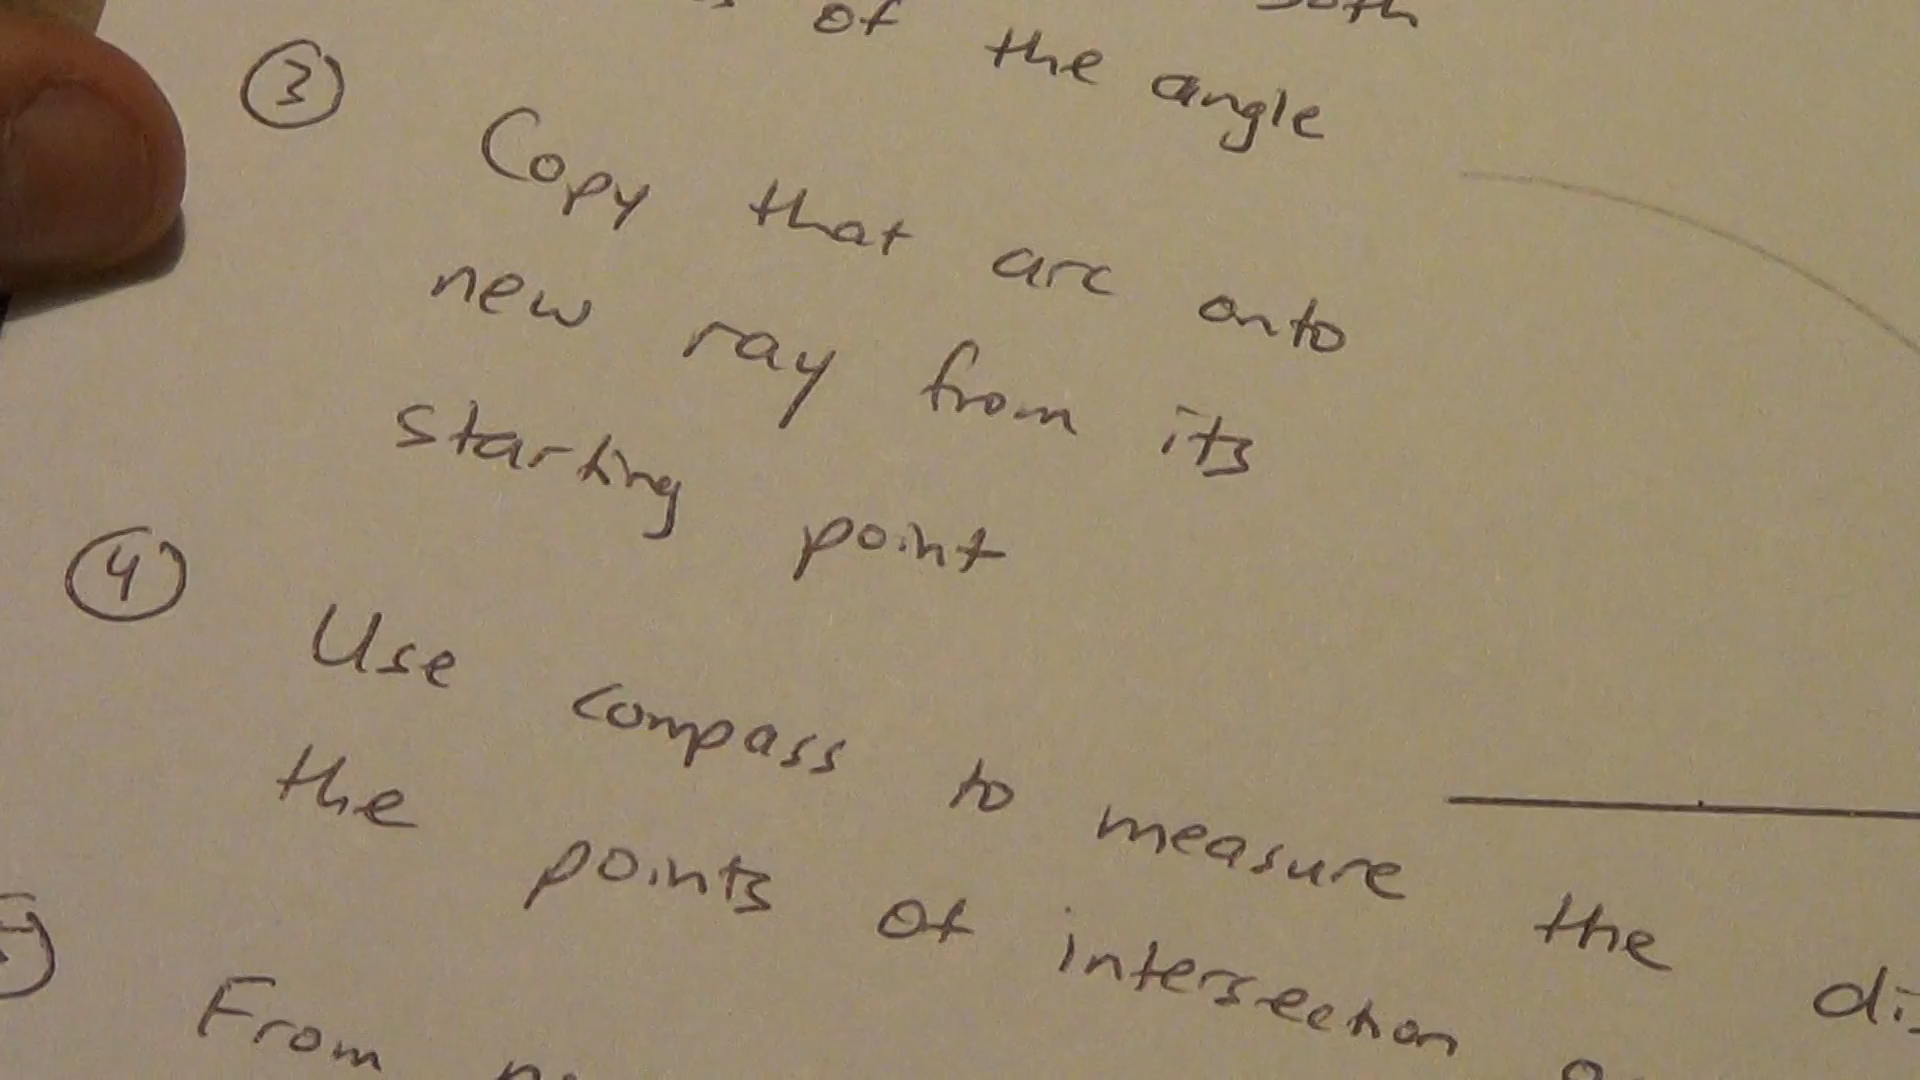 of the angle
③ Copy that arc onto
new ray from its
starting point
④ Use compass to measure the
the points of intersection
From